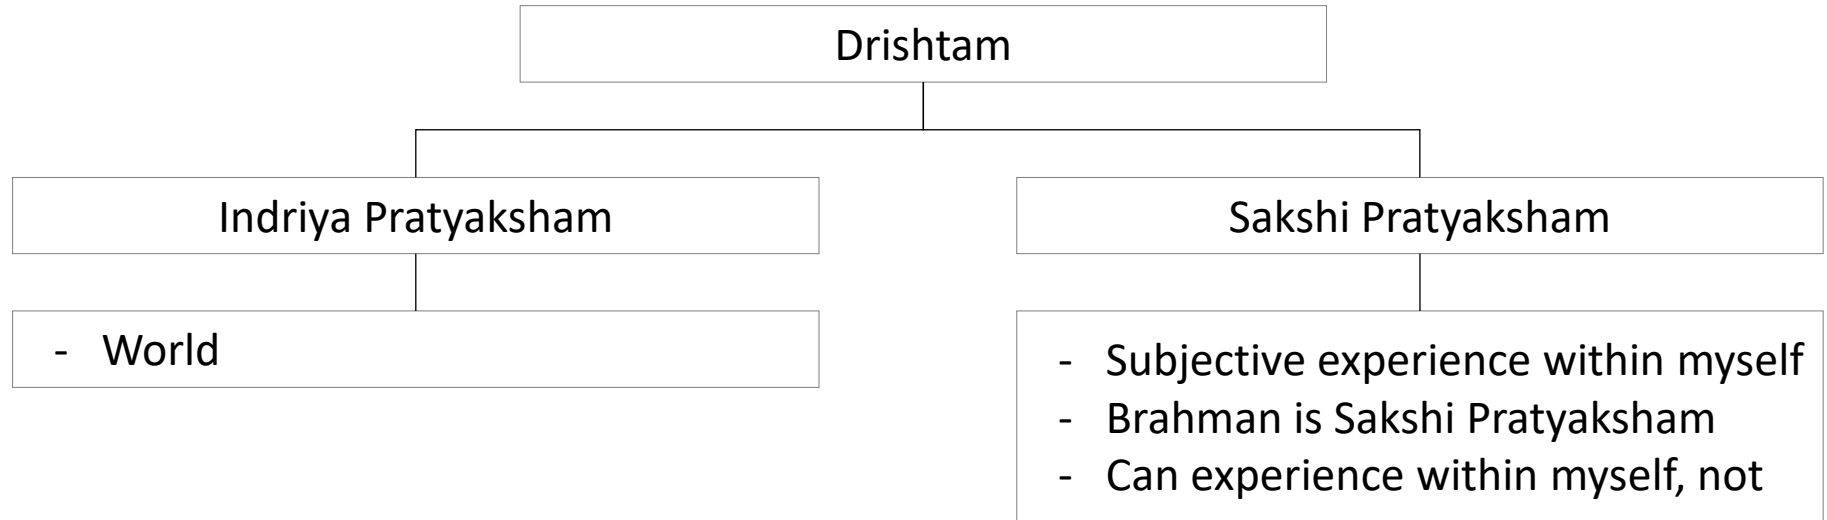 Drishtam
Indriya Pratyaksham
Sakshi Pratyaksham
- World
- Subjective experience within myself
- Brahman is Sakshi Pratyaksham
- Can experience within myself, not